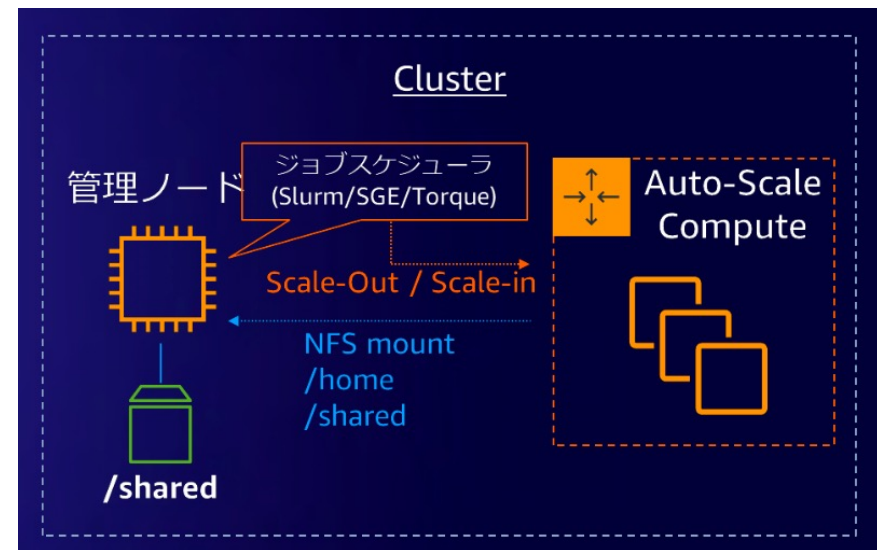 Cluster
管理ノード
ジョブスケジューラ
(Slurm/SGE/Torque)
Auto-Scale
Compute
Scale-Out / Scale-in
NFS mount
/home
/shared
/shared